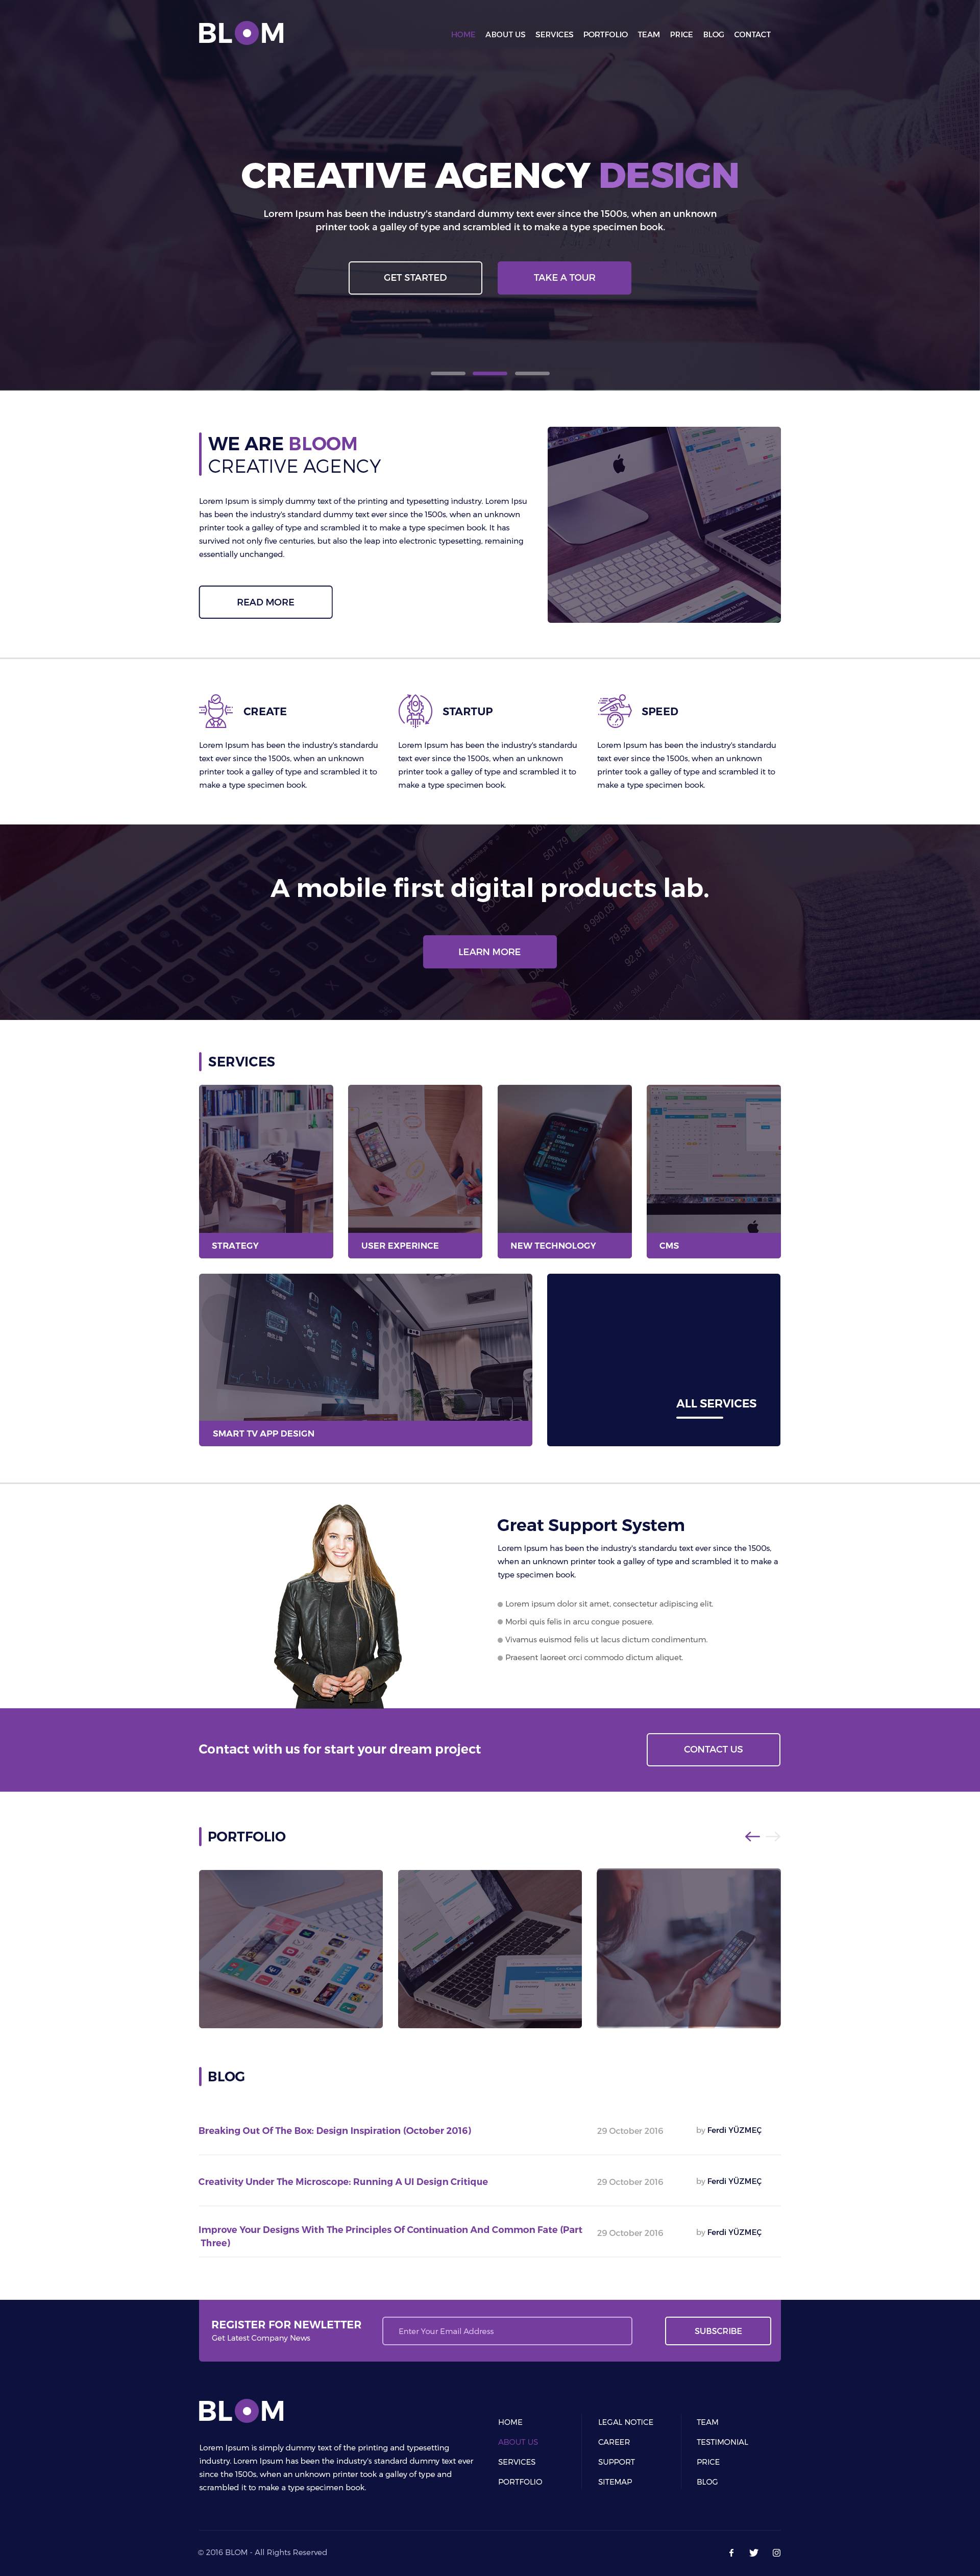 BLOM
HOME ABOUT US SERVICES PORTFOLIO TEAM PRICE BLOG CONTACT
CREATIVE AGENCY DESIGN
Lorem Ipsum has been the industry's standard dummy text ever since the 1500s, when an unknown
printer took a galley of type and scrambled it to make a type specimen book.
GET STARTED
TAKE A TOUR
WE ARE BLOOM
CREATIVE AGENCY
Lorem Ipsum is simply dummy text of the printing and typesetting industry. Lorem Ipsu
has been the industry's standard dummy text ever since the 1500s, when an unknown
printer took a galley of type and scrambled it to make a type specimen book. It has
survived not only five centuries, but also the leap into electronic typesetting, remaining
essentially unchanged.
READ MORE
CREATE
Lorem Ipsum has been the industry's standardu
text ever since the 1500s, when an unknown
printer took a galley of type and scrambled it to
make a type specimen book.
STARTUP
Lorem Ipsum has been the industry's standardu
text ever since the 1500s, when an unknown
printer took a galley of type and scrambled it to
make a type specimen book.
SPEED
Lorem Ipsum has been the industry's standardu
text ever since the 1500s, when an unknown
printer took a galley of type and scrambled it to
make a type specimen book.
A mobile first digital products lab.
LEARN MORE
501,79
74,05
9 990,09
79,56
92,81
SERVICES
STRATEGY
USER EXPERINCE
NEW TECHNOLOGY
CMS
SMART TV APP DESIGN
ALL SERVICES
Great Support System
Lorem Ipsum has been the industry's standardu text ever since the 1500s,
when an unknown printer took a galley of type and scrambled it to make a
type specimen book.
Lorem ipsum dolor sit amet, consectetur adipiscing elit.
Morbi quis felis in arcu congue posuere.
Vivamus euismod felis ut lacus dictum condimentum.
Praesent laoreet orci commodo dictum aliquet.
Contact with us for start your dream project
CONTACT US
PORTFOLIO
BLOG
Breaking Out Of The Box: Design Inspiration (October 2016)
29 October 2016
by Ferdi YÜZMEÇ
Creativity Under The Microscope: Running A UI Design Critique
29 October 2016
by Ferdi YÜZMEÇ
Improve Your Designs With The Principles Of Continuation And Common Fate (Part
Three)
29 October 2016
by Ferdi YÜZMEÇ
REGISTER FOR NEWLETTER
Get Latest Company News
Enter Your Email Address
SUBSCRIBE
BLOM
Lorem Ipsum is simply dummy text of the printing and typesetting
industry. Lorem Ipsum has been the industry's standard dummy text ever
since the 1500s, when an unknown printer took a galley of type and
scrambled it to make a type specimen book.
HOME
ABOUT US
SERVICES
PORTFOLIO
LEGAL NOTICE
CAREER
SUPPORT
SITEMAP
TEAM
TESTIMONIAL
PRICE
BLOG
© 2016 BLOM - All Rights Reserved